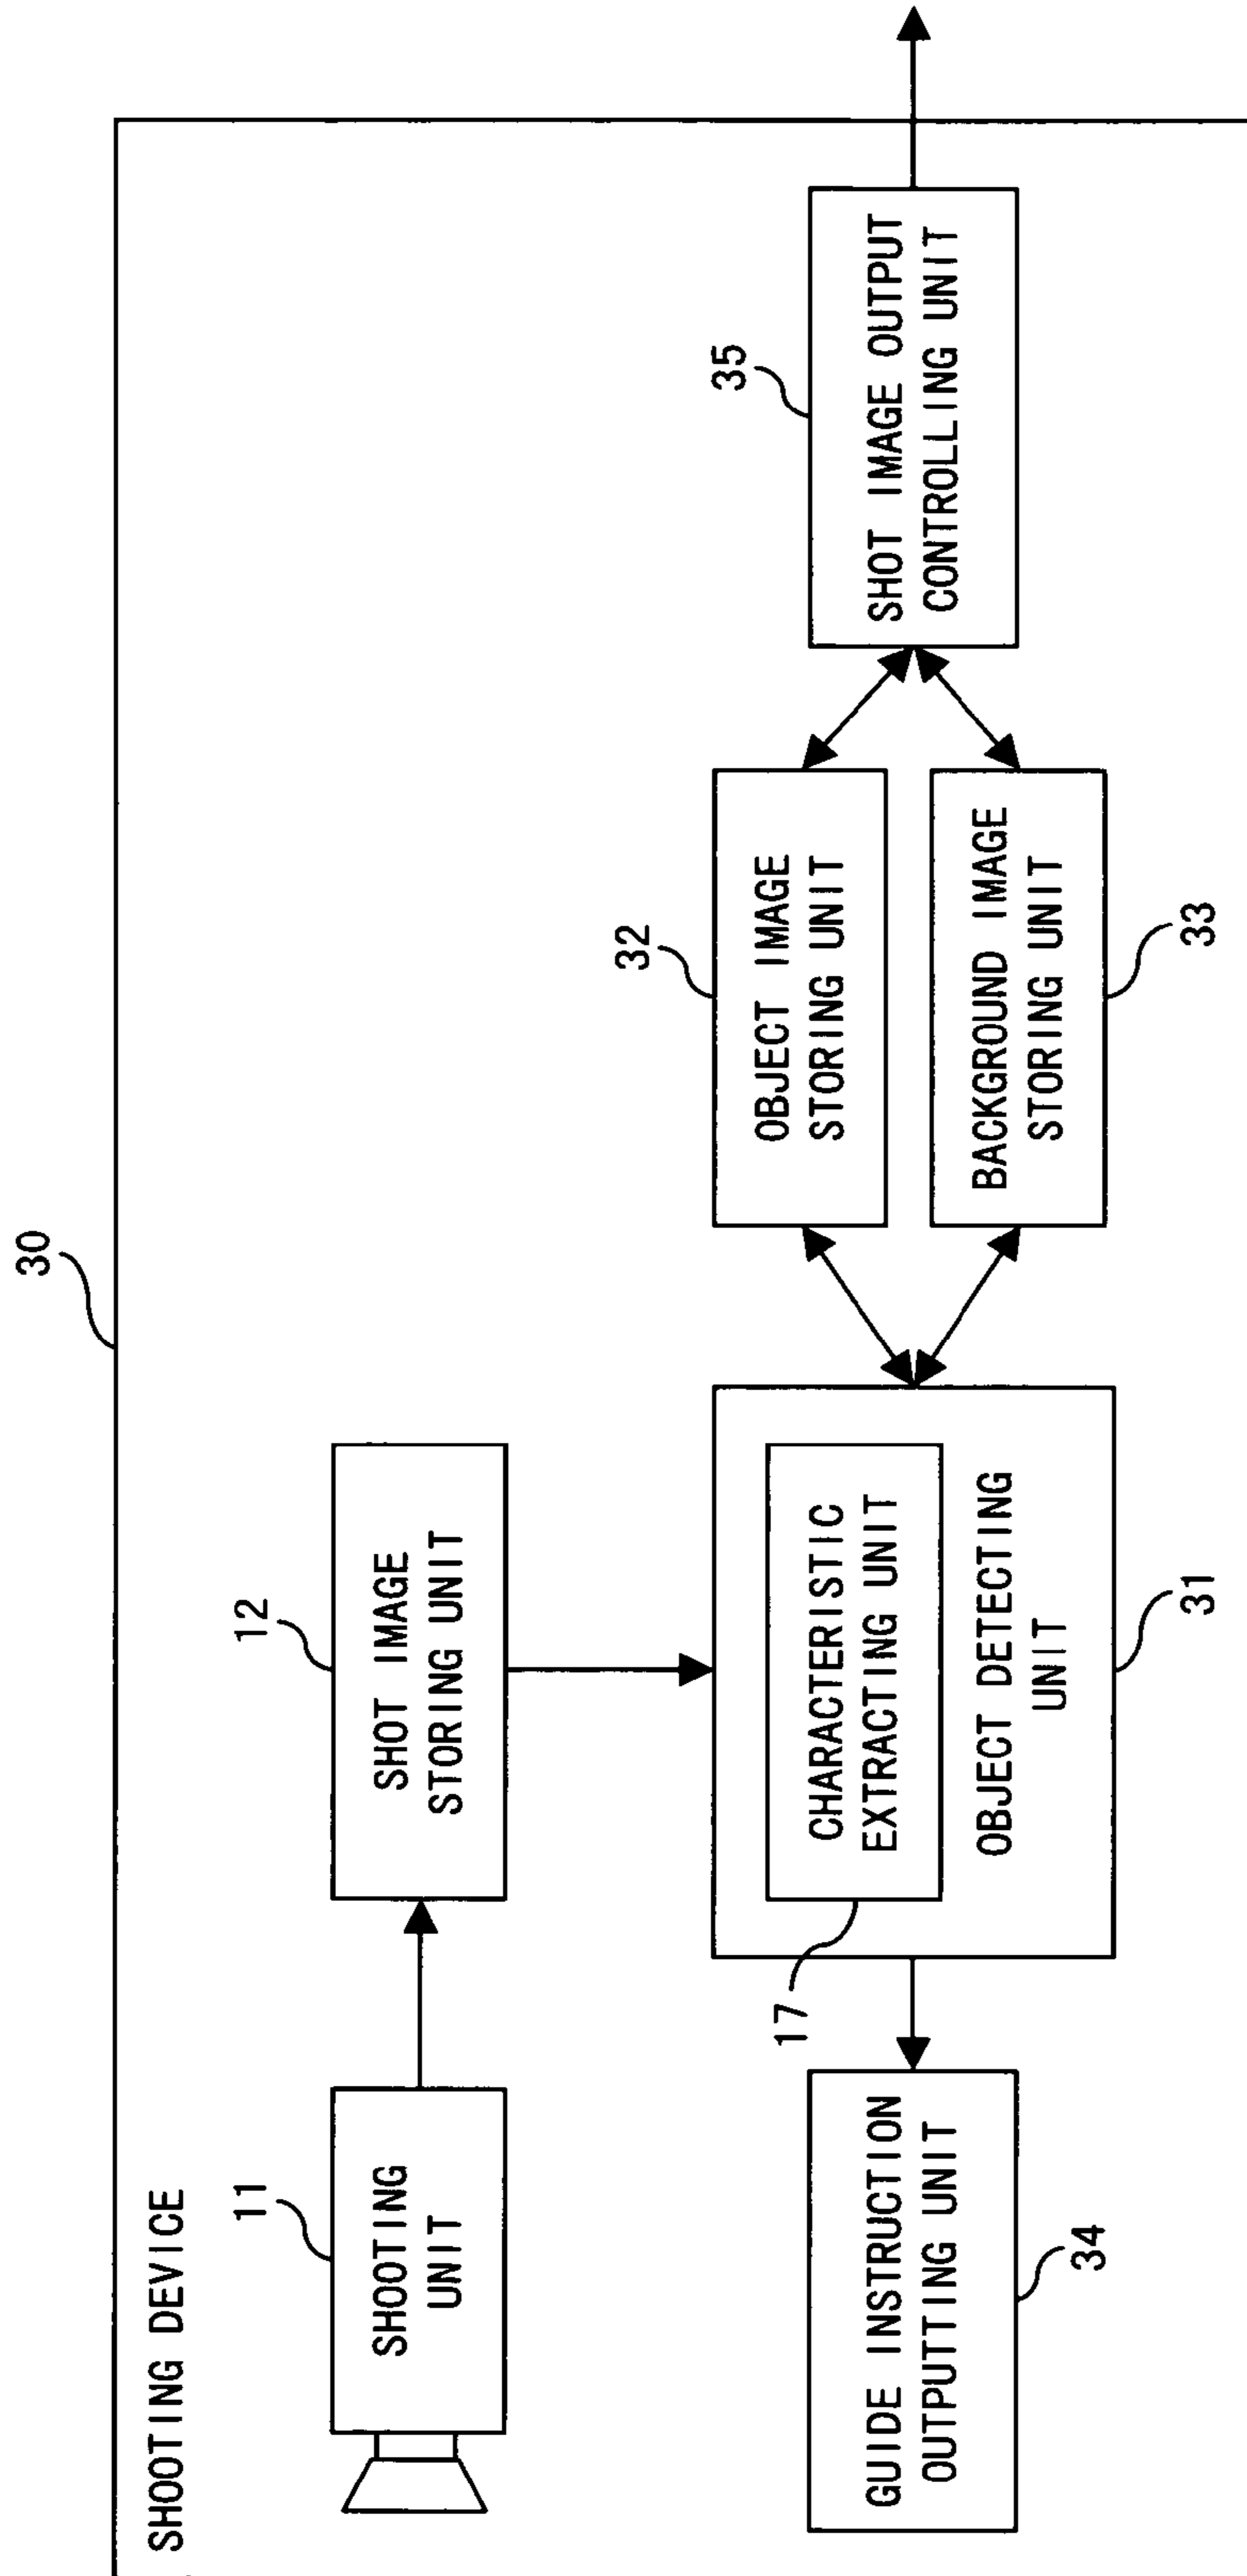 30
SHOOTING DEVICE
11
SHOOTING
UNIT
12
SHOT IMAGE
STORING UNIT
34
GUIDE INSTRUCTION
OUTPUTTING UNIT
17
CHARACTERISTIC
EXTRACTING UNIT
OBJECT DETECTING
UNIT
31
32
OBJECT IMAGE
STORING UNIT
BACKGROUND IMAGE
STORING UNIT
33
35
SHOT IMAGE OUTPUT
CONTROLLING UNIT